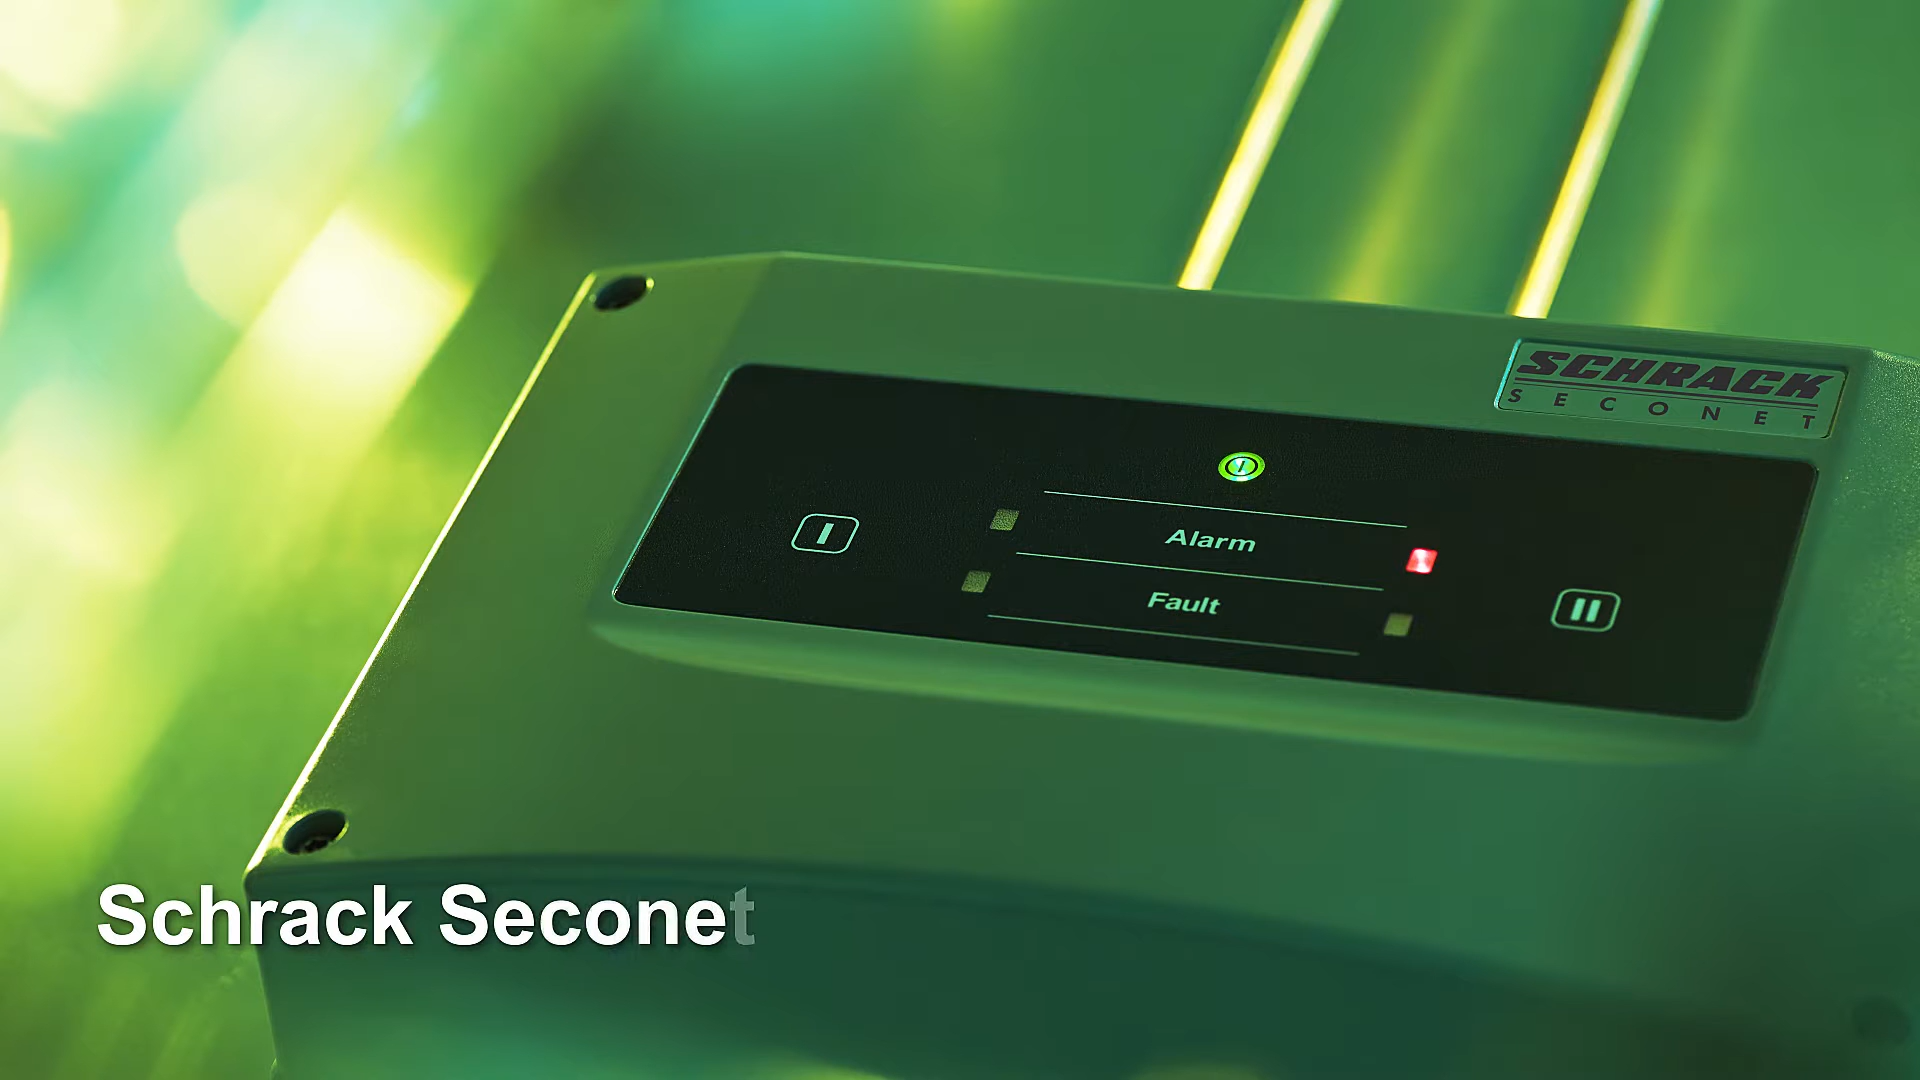 SCHRACK
SECONET
I
Alarm
Fault
II
Schrack Seconet